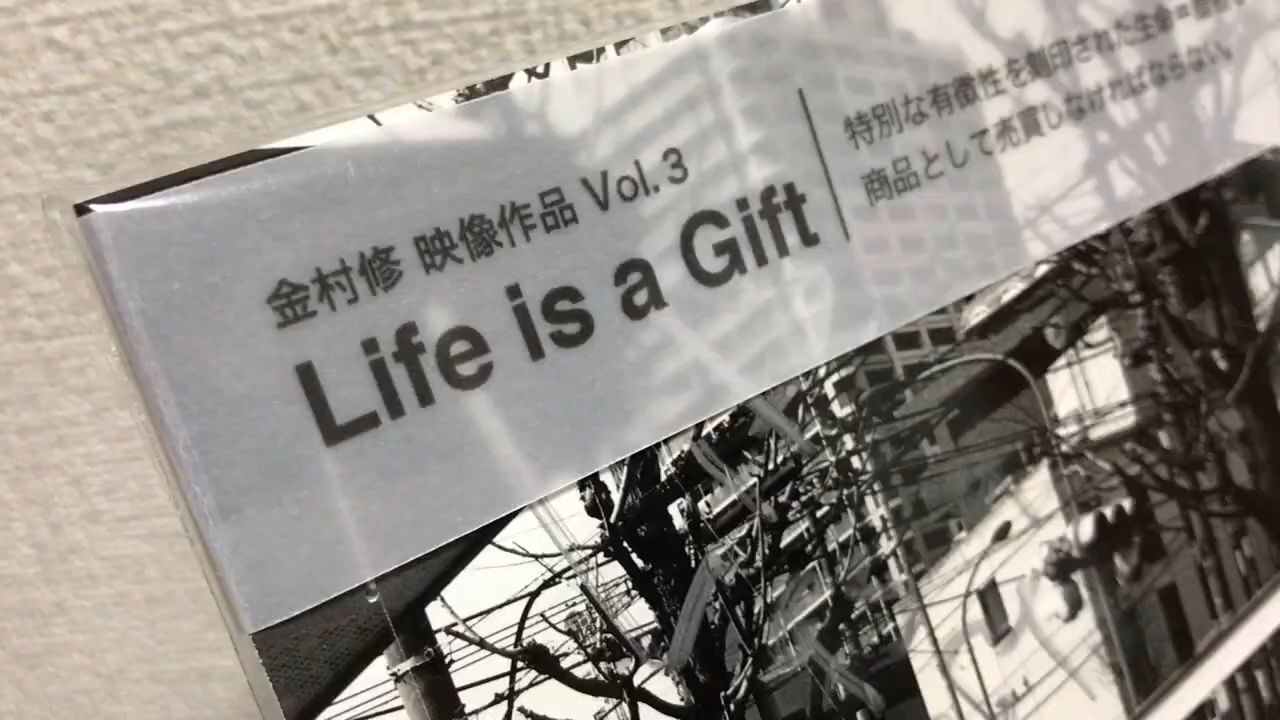 金村修 映像作品 Vol.3
Life is a Gift
特別な有徴性を刻印された生命=
商品として売買しなければならない。